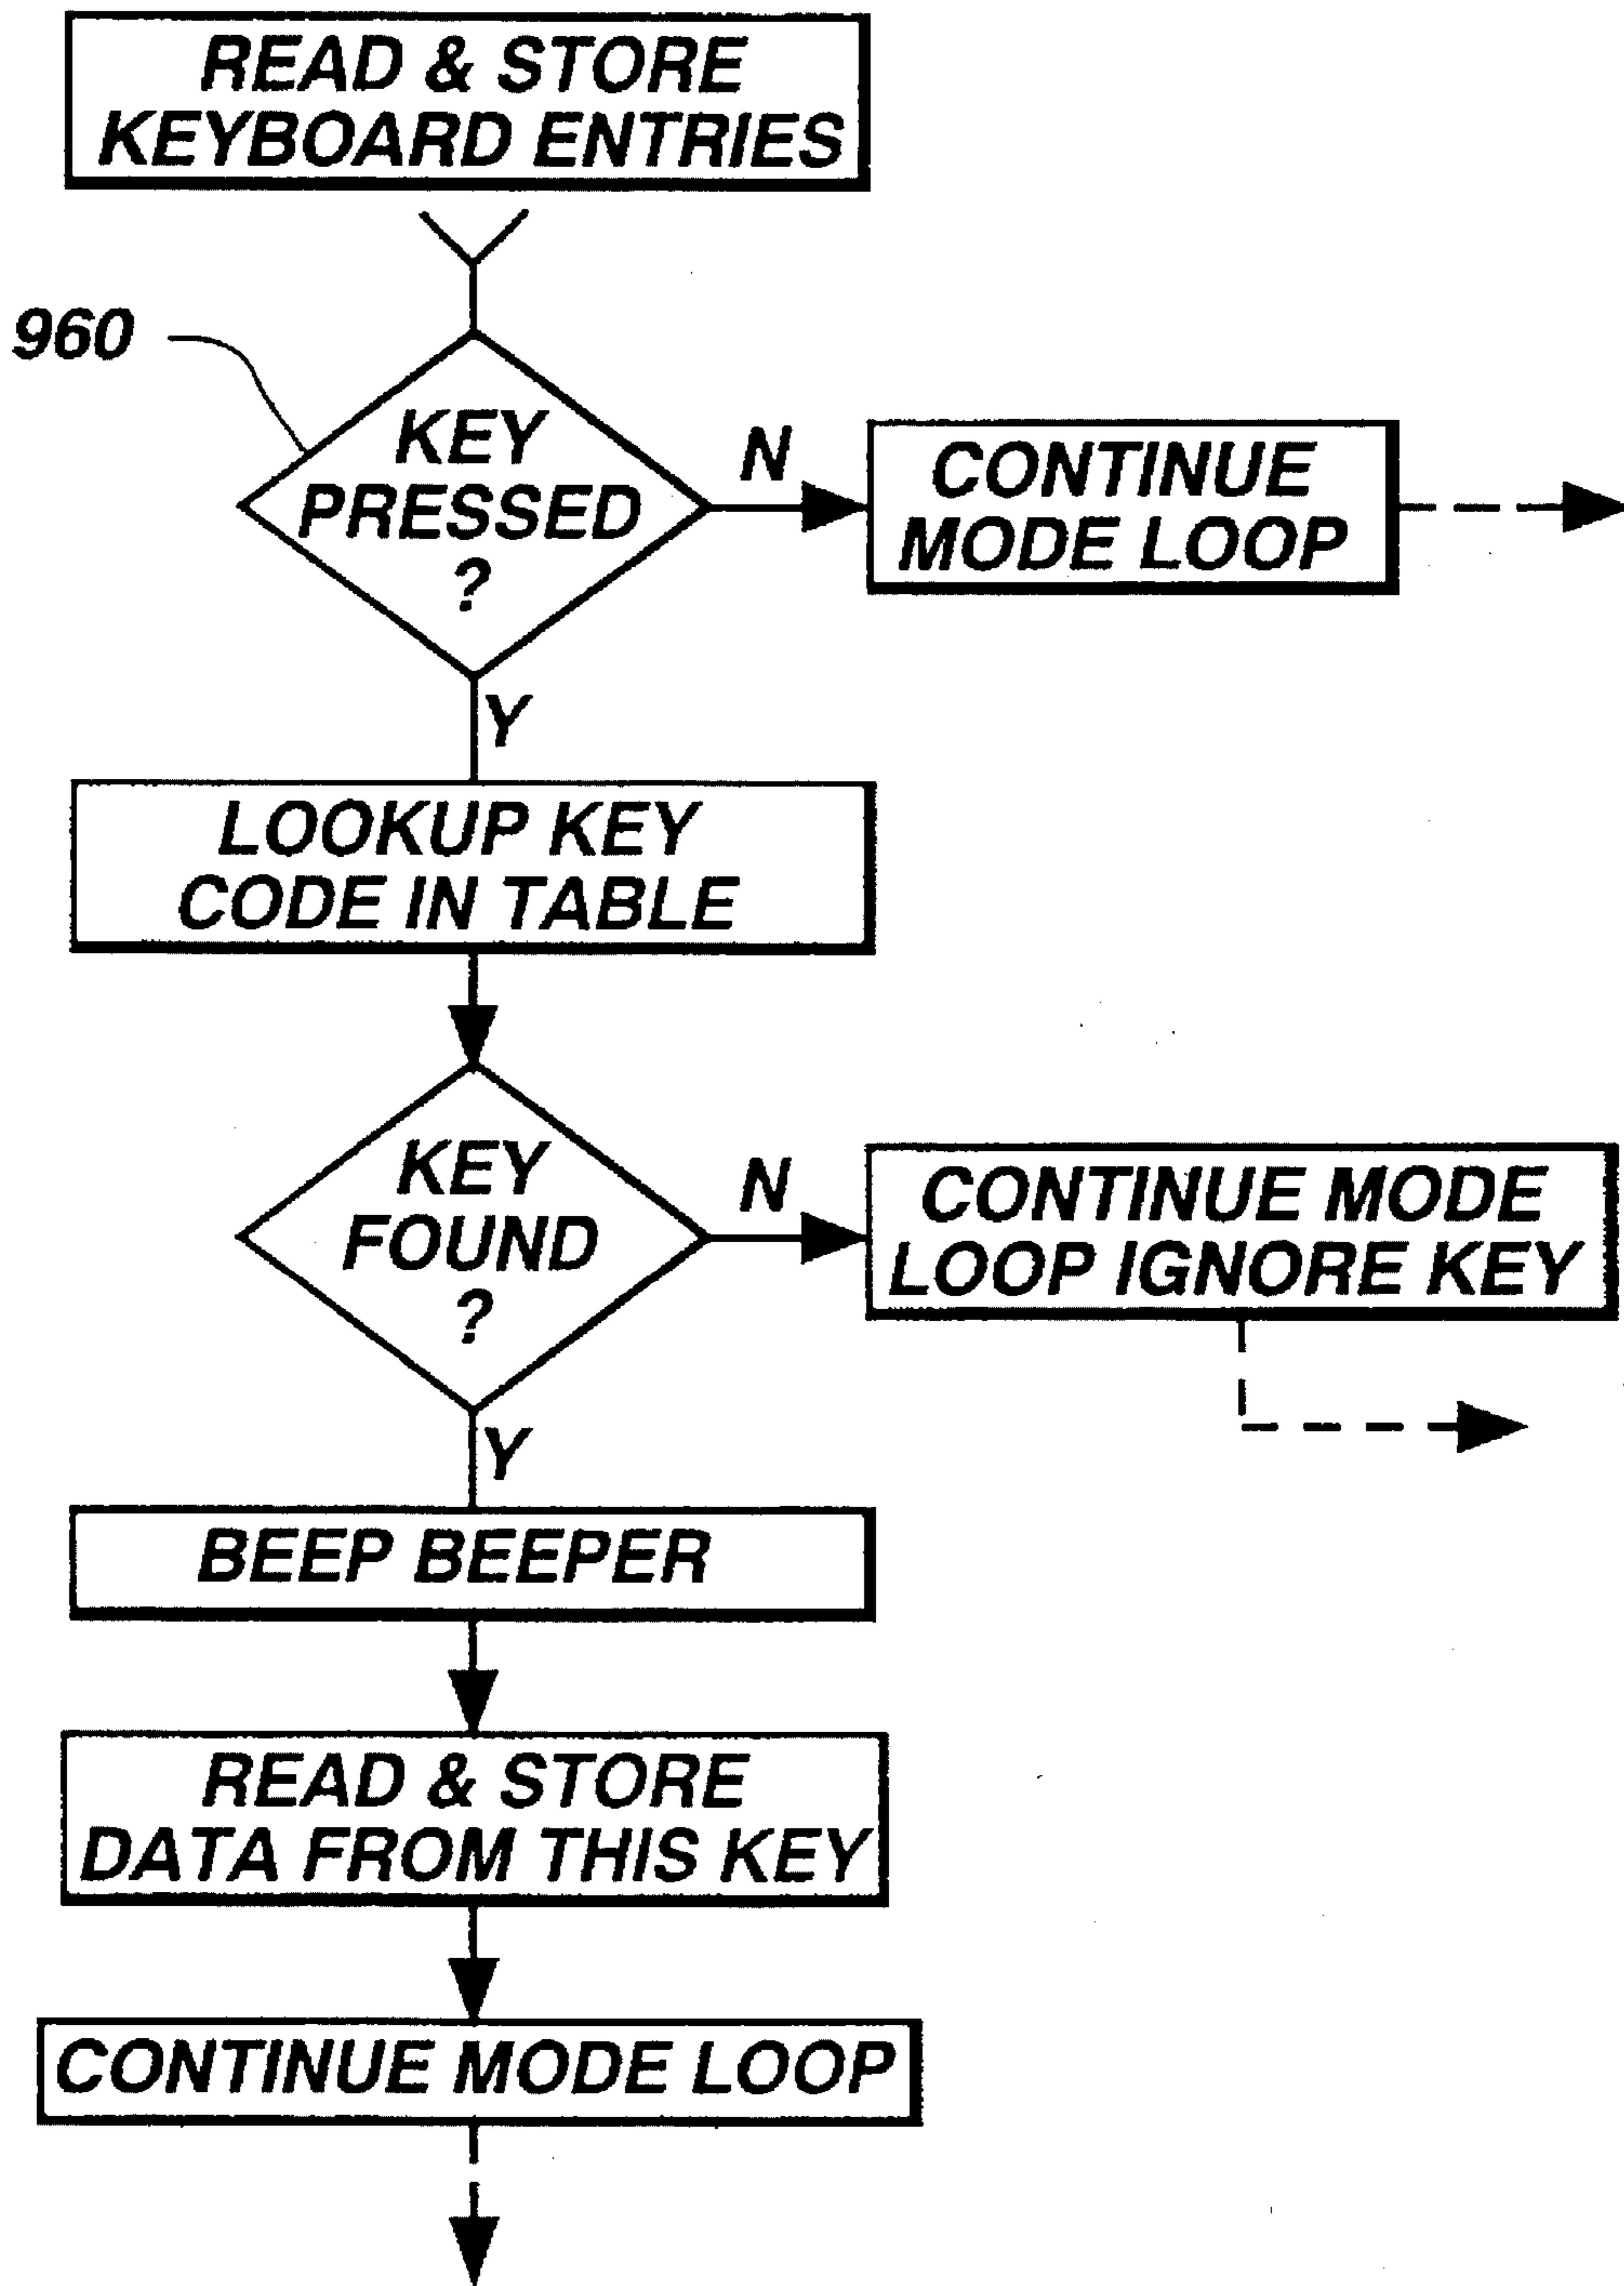 READ & STORE
KEYBOARD ENTRIES
960
KEY
PRESSED
?
N
CONTINUE
MODE LOOP
Y
LOOKUP KEY
CODE IN TABLE
KEY
FOUND
?
N
CONTINUE MODE
LOOP IGNORE KEY
Y
BEEP BEEPER
READ & STORE
DATA FROM THIS KEY
CONTINUE MODE LOOP